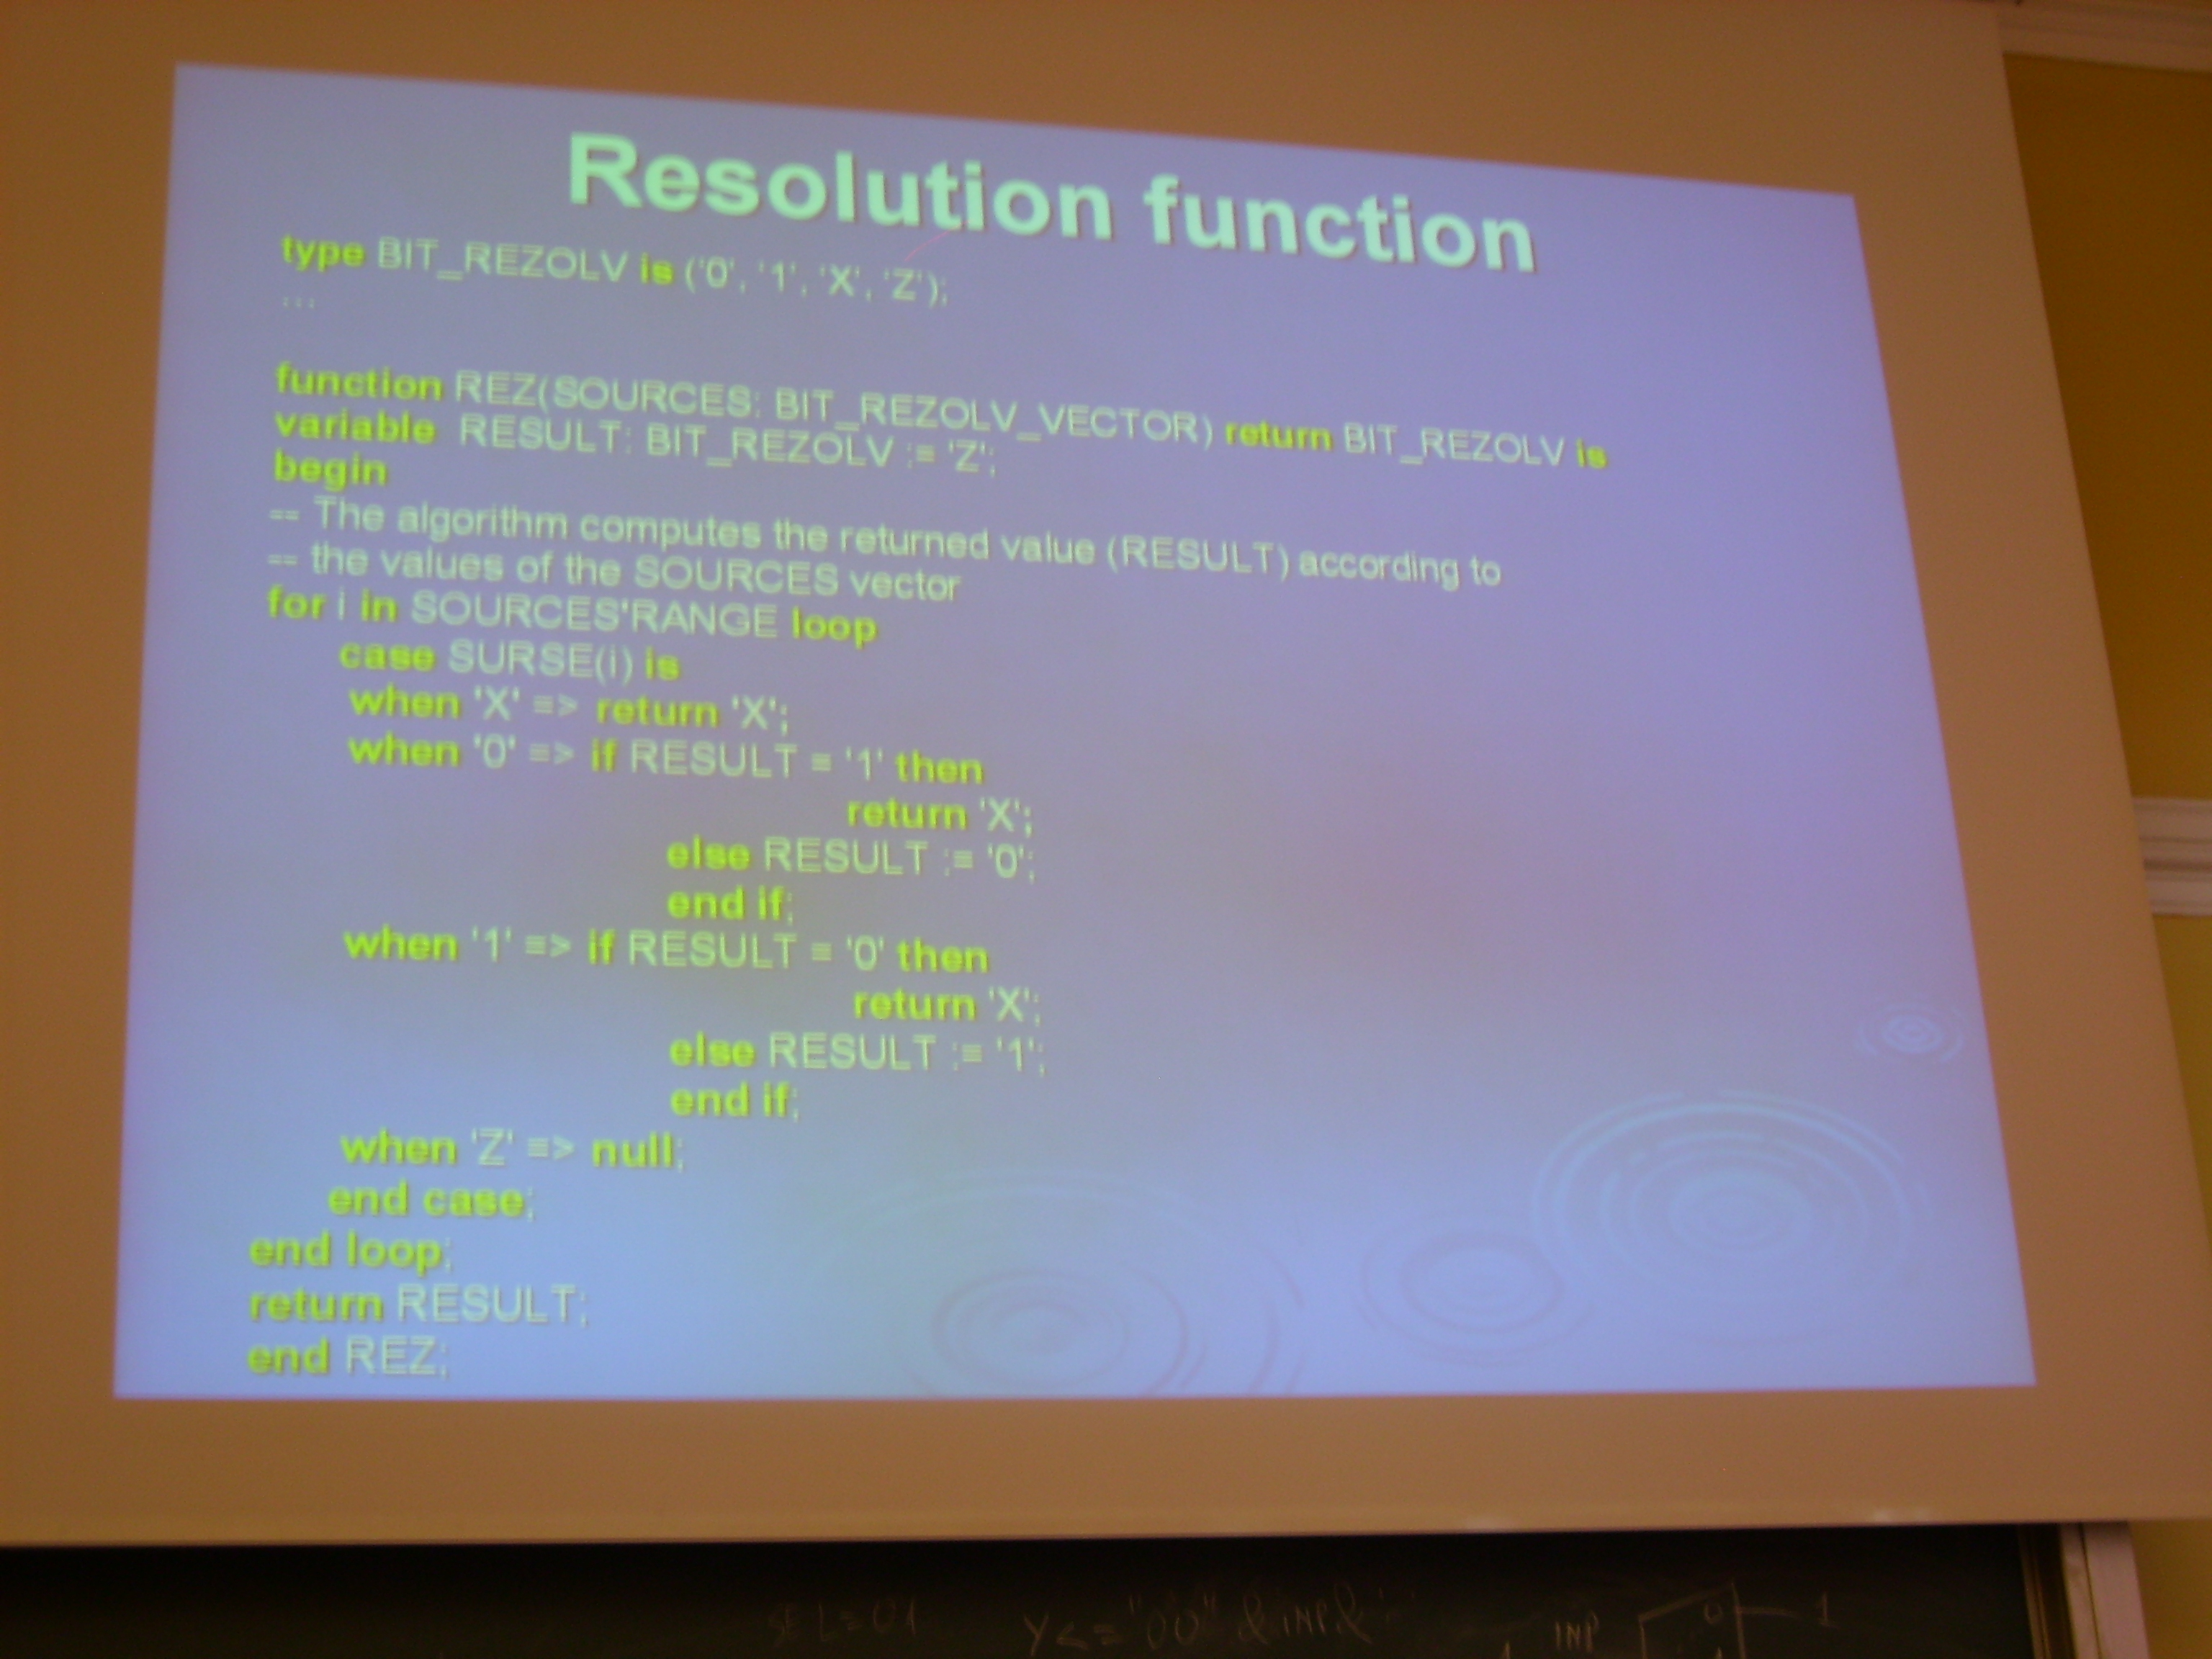 Resolution function
type BIT_REZOLV is ('0', '1', 'X', 'Z');
...
function REZ(SOURCES: BIT_REZOLV_VECTOR) return BIT_REZOLV is
variable RESULT: BIT_REZOLV := 'Z';
begin
-- The algorithm computes the returned value (RESULT) according to
-- the values of the SOURCES vector
for i in SOURCES'RANGE loop
case SURSE(i) is
when 'X' => return 'X';
when '0' => if RESULT = '1' then
return 'X';
else RESULT := '0';
end if;
when '1' => if RESULT = '0' then
return 'X';
else RESULT := '1';
end if;
when 'Z' => null;
end case;
end loop;
return RESULT;
end REZ;
SEL=01 Y<="00" & INP& INP 0 1